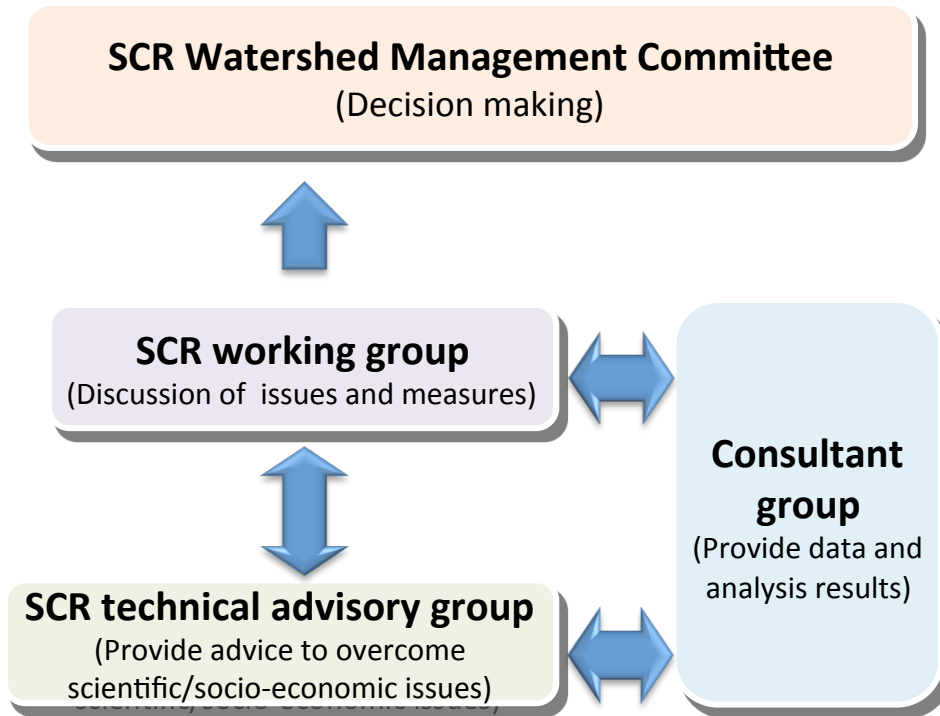 SCR Watershed Management Committee
(Decision making)
SCR working group
(Discussion of issues and measures)
Consultant
group
(Provide data and
analysis results)
SCR technical advisory group
(Provide advice to overcome
scientific/socio-economic issues)